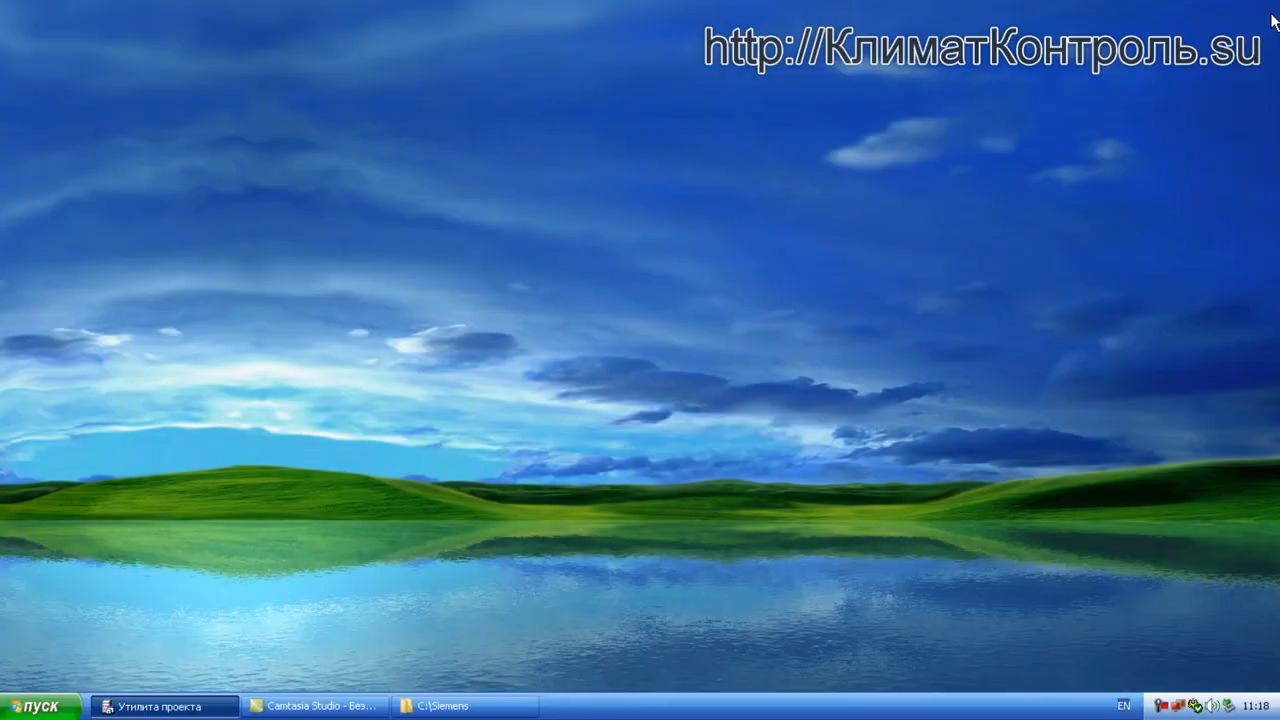 http://КлиматКонтроль.su
пуск
Утилита проекта
Camtasia Studio - Без...
C:\Siemens
EN
11:18